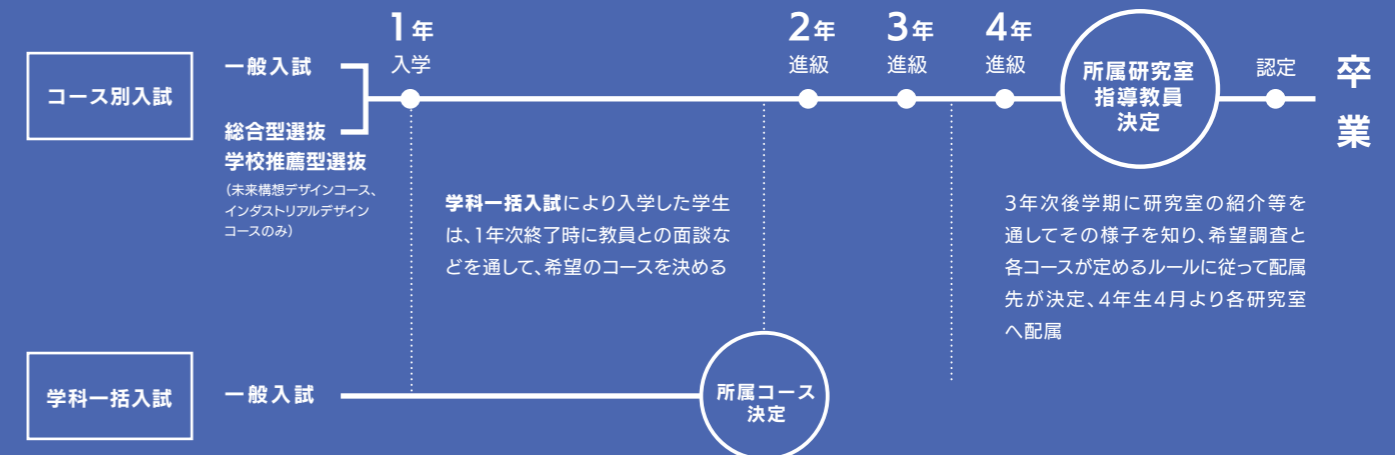 コース別入試
一般入試
総合型選抜
学校推薦型選抜
（未来構想デザインコース、
インダストリアルデザイン
コースのみ）
1年
入学
2年
進級
3年
進級
4年
進級
所属研究室
指導教員
決定
認定
卒業
学科一括入試により入学した学生
は、1年次終了時に教員との面談な
どを通して、希望のコースを決める
3年次後学期に研究室の紹介等を
通してその様子を知り、希望調査と
各コースが定めるルールに従って配属
先が決定、4年生4月より各研究室
へ配属
学科一括入試
一般入試
所属コース
決定